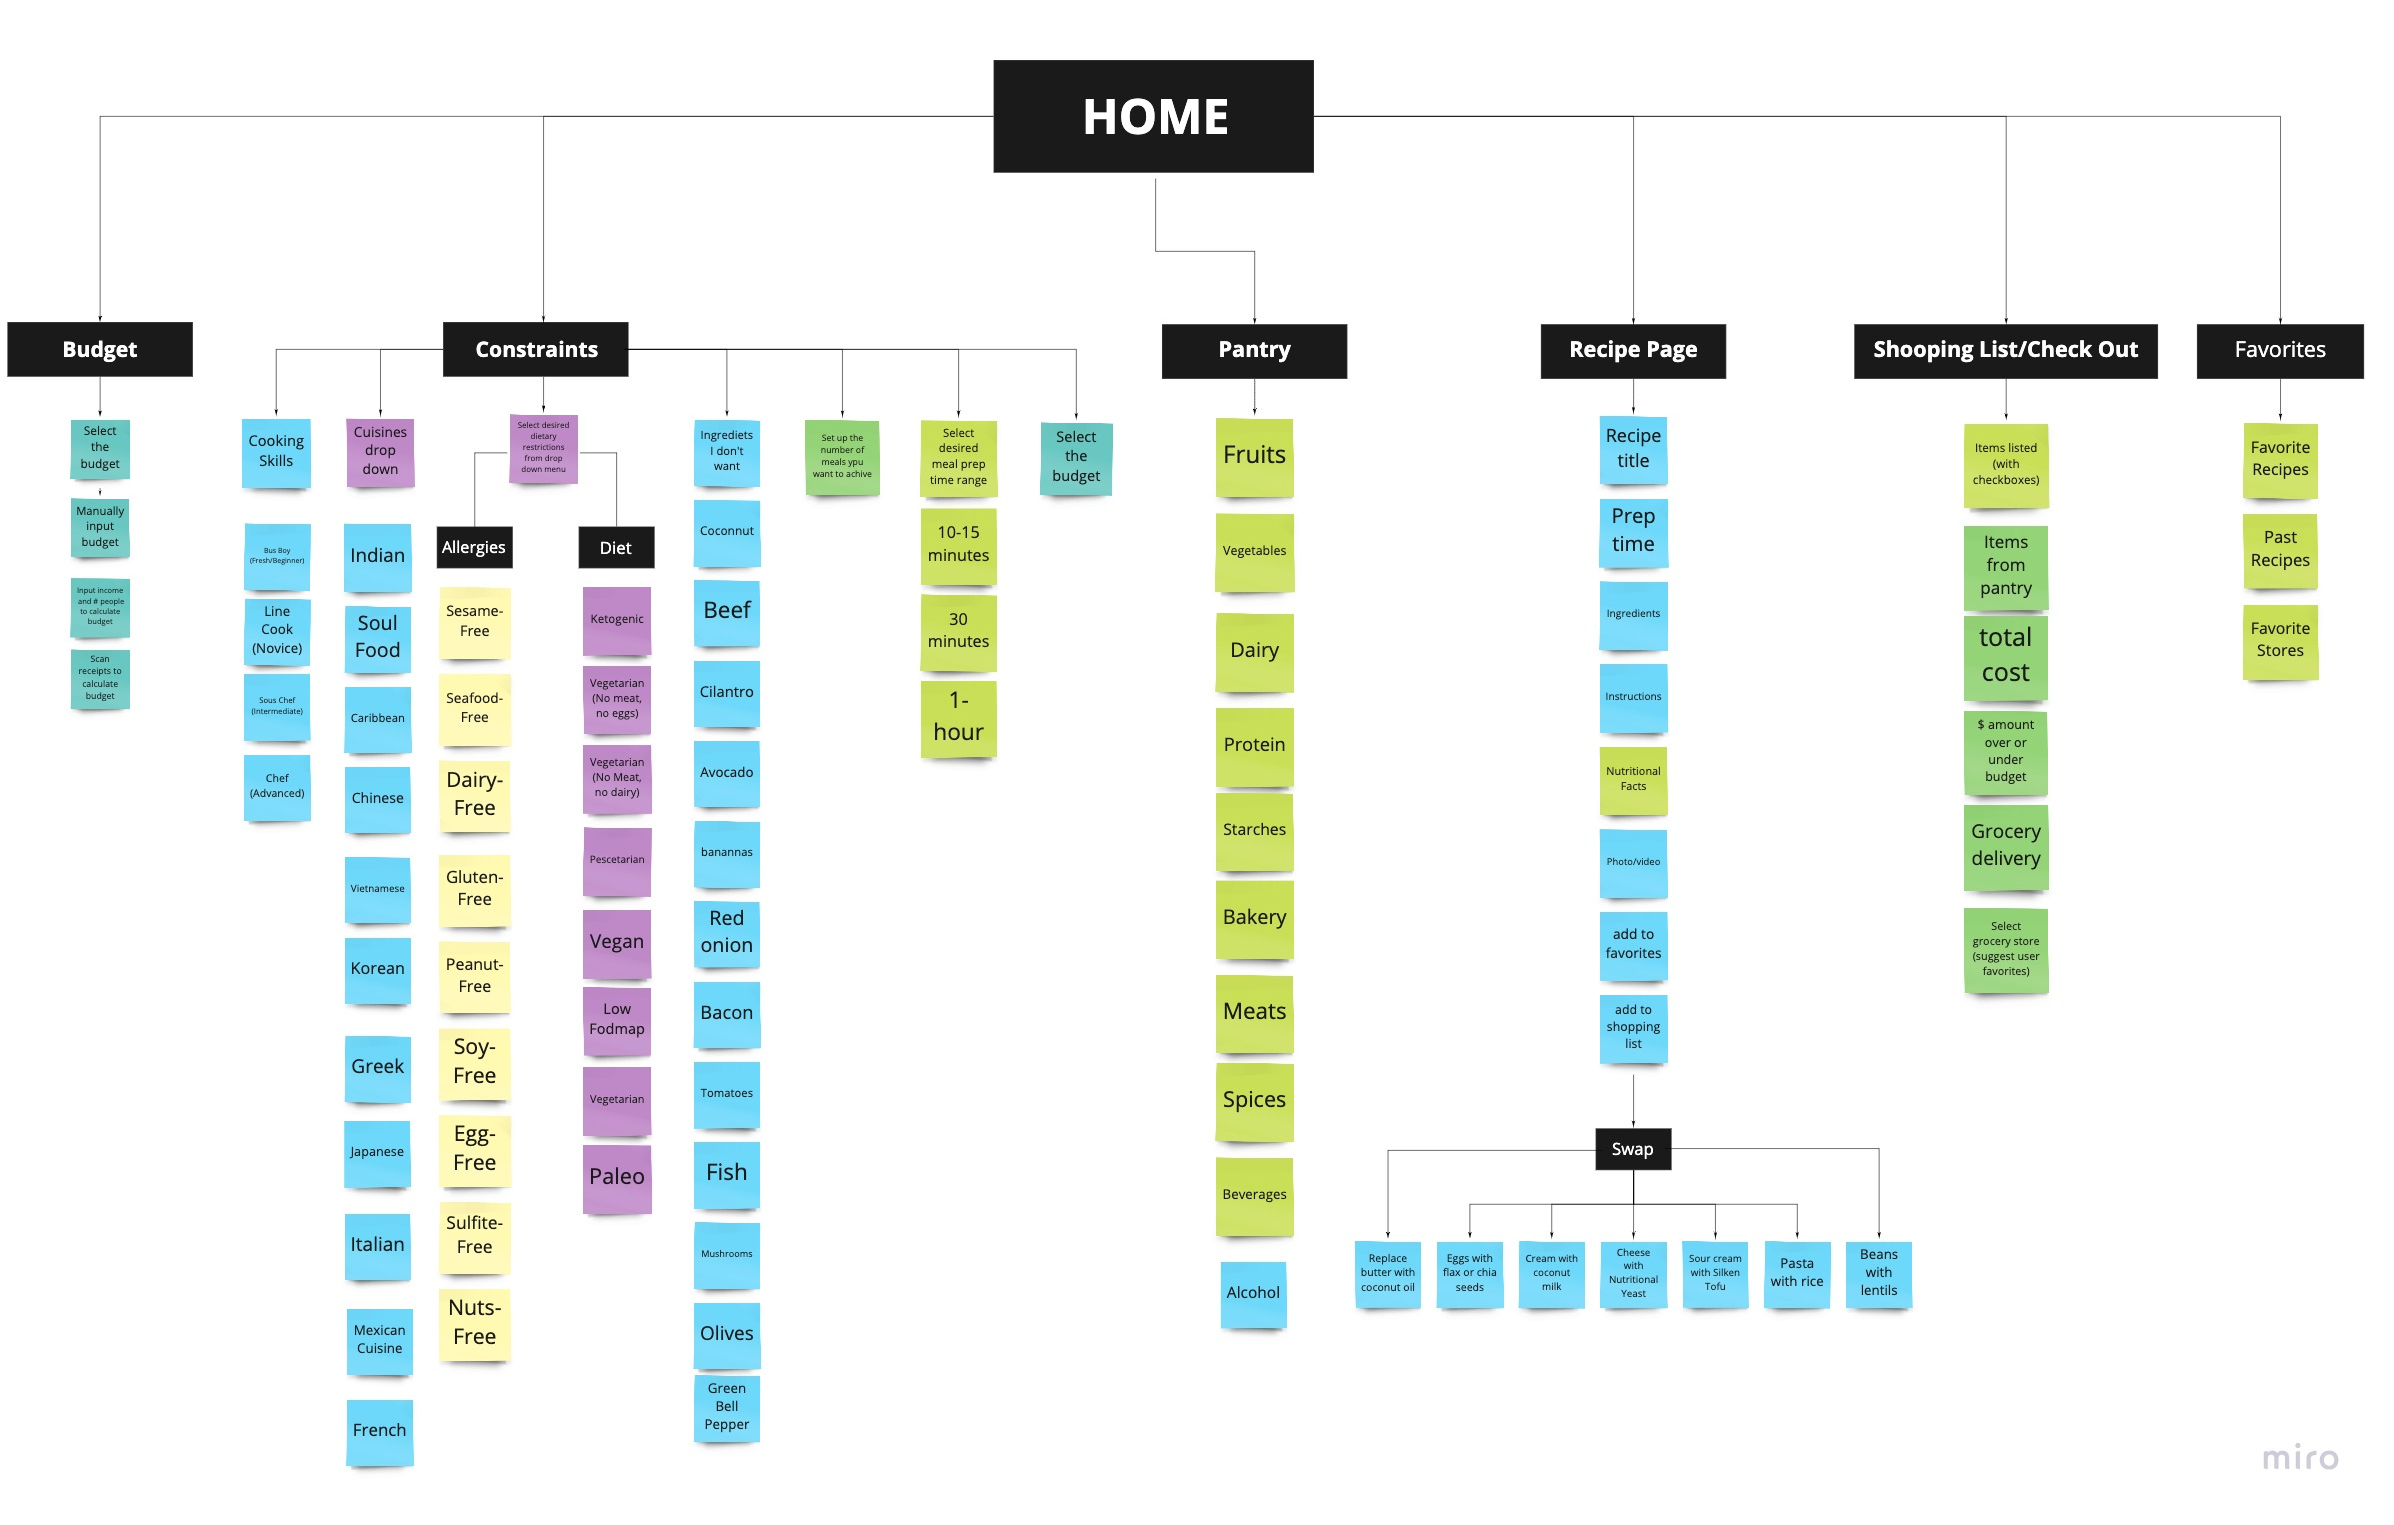 HOME
Budget
Select
the
budget
Manually
input
budget
Input income
and # people
to calculate
budget
Scan
receipts to
calculate
budget
Constraints
Cooking
Skills
Bus Boy
(Fresh/Beginner)
Line
Cook
(Novice)
Sous Chef
(Intermediate)
Chef
(Advanced)
Cuisines
drop
down
Indian
Soul
Food
Caribbean
Chinese
Vietnamese
Korean
Greek
Japanese
Italian
Mexican
Cuisine
French
Select desired
dietary
restrictions
from drop
down menu
Allergies
Sesame-
Free
Seafood-
Free
Dairy-
Free
Gluten-
Free
Peanut-
Free
Soy-
Free
Egg-
Free
Sulfite-
Free
Nuts-
Free
Diet
Ketogenic
Vegetarian
(No meat,
no eggs)
Vegetarian
(No Meat,
no dairy)
Pescetarian
Vegan
Low
Fodmap
Vegetarian
Paleo
Ingrediets
I don't
want
Coconnut
Beef
Cilantro
Avocado
banannas
Red
onion
Bacon
Tomatoes
Fish
Mushrooms
Olives
Green
Bell
Pepper
Set up the
number of
meals ypu
want to achive
Select
desired
meal prep
time range
10-15
minutes
30
minutes
1-
hour
Select
the
budget
Pantry
Fruits
Vegetables
Dairy
Protein
Starches
Bakery
Meats
Spices
Beverages
Alcohol
Recipe Page
Recipe
title
Prep
time
Ingredients
Instructions
Nutritional
Facts
Photo/video
add to
favorites
add to
shopping
list
Swap
Replace
butter with
coconut oil
Eggs with
flax or chia
seeds
Cream with
coconut
milk
Cheese
with
Nutritional
Yeast
Sour cream
with Silken
Tofu
Pasta
with rice
Beans
with
lentils
Shooping List/Check Out
Items listed
(with
checkboxes)
Items
from
pantry
total
cost
$ amount
over or
under
budget
Grocery
delivery
Select
grocery store
(suggest user
favorites)
Favorites
Favorite
Recipes
Past
Recipes
Favorite
Stores
miro